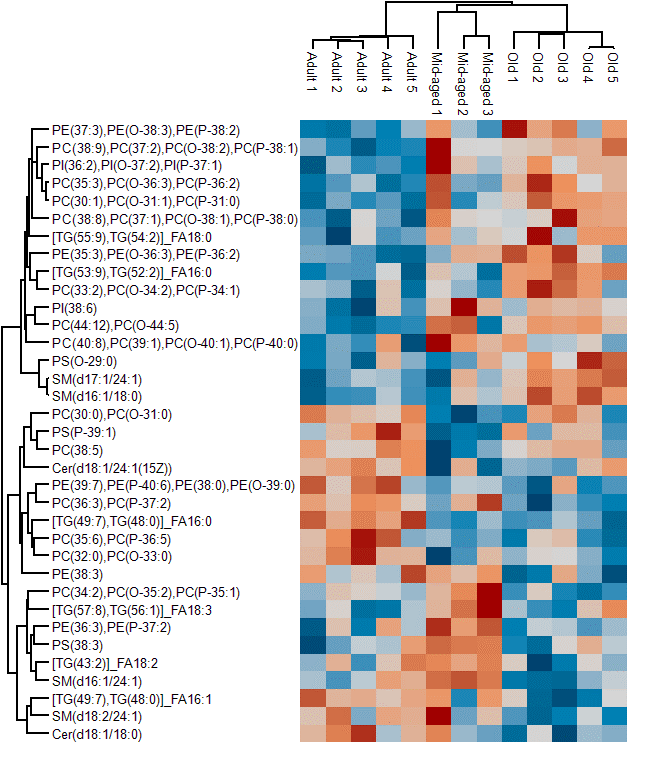 Adult 1
Adult 2
Adult 3
Adult 4
Adult 5
Mid-aged 1
Mid-aged 2
Mid-aged 3
Old 1
Old 2
Old 3
Old 4
Old 5
PE(37:3),PE(O-38:3),PE(P-38:2)
PC(38:9),PC(37:2),PC(O-38:2),PC(P-38:1)
PI(36:2),PI(O-37:2),PI(P-37:1)
PC(35:3),PC(O-36:3),PC(P-36:2)
PC(30:1),PC(O-31:1),PC(P-31:0)
PC(38:8),PC(37:1),PC(O-38:1),PC(P-38:0)
[TG(55:9),TG(54:2)]_FA18:0
PE(35:3),PE(O-36:3),PE(P-36:2)
[TG(53:9),TG(52:2)]_FA16:0
PC(33:2),PC(O-34:2),PC(P-34:1)
PI(38:6)
PC(44:12),PC(O-44:5)
PC(40:8),PC(39:1),PC(O-40:1),PC(P-40:0)
PS(O-29:0)
SM(d17:1/24:1)
SM(d16:1/18:0)
PC(30:0),PC(O-31:0)
PS(P-39:1)
PC(38:5)
Cer(d18:1/24:1(15Z))
PE(39:7),PE(P-40:6),PE(38:0),PE(O-39:0)
PC(36:3),PC(P-37:2)
[TG(49:7),TG(48:0)]_FA16:0
PC(35:6),PC(P-36:5)
PC(32:0),PC(O-33:0)
PE(38:3)
PC(34:2),PC(O-35:2),PC(P-35:1)
[TG(57:8),TG(56:1)]_FA18:3
PE(36:3),PE(P-37:2)
PS(38:3)
[TG(43:2)]_FA18:2
SM(d16:1/24:1)
[TG(49:7),TG(48:0)]_FA16:1
SM(d18:2/24:1)
Cer(d18:1/18:0)